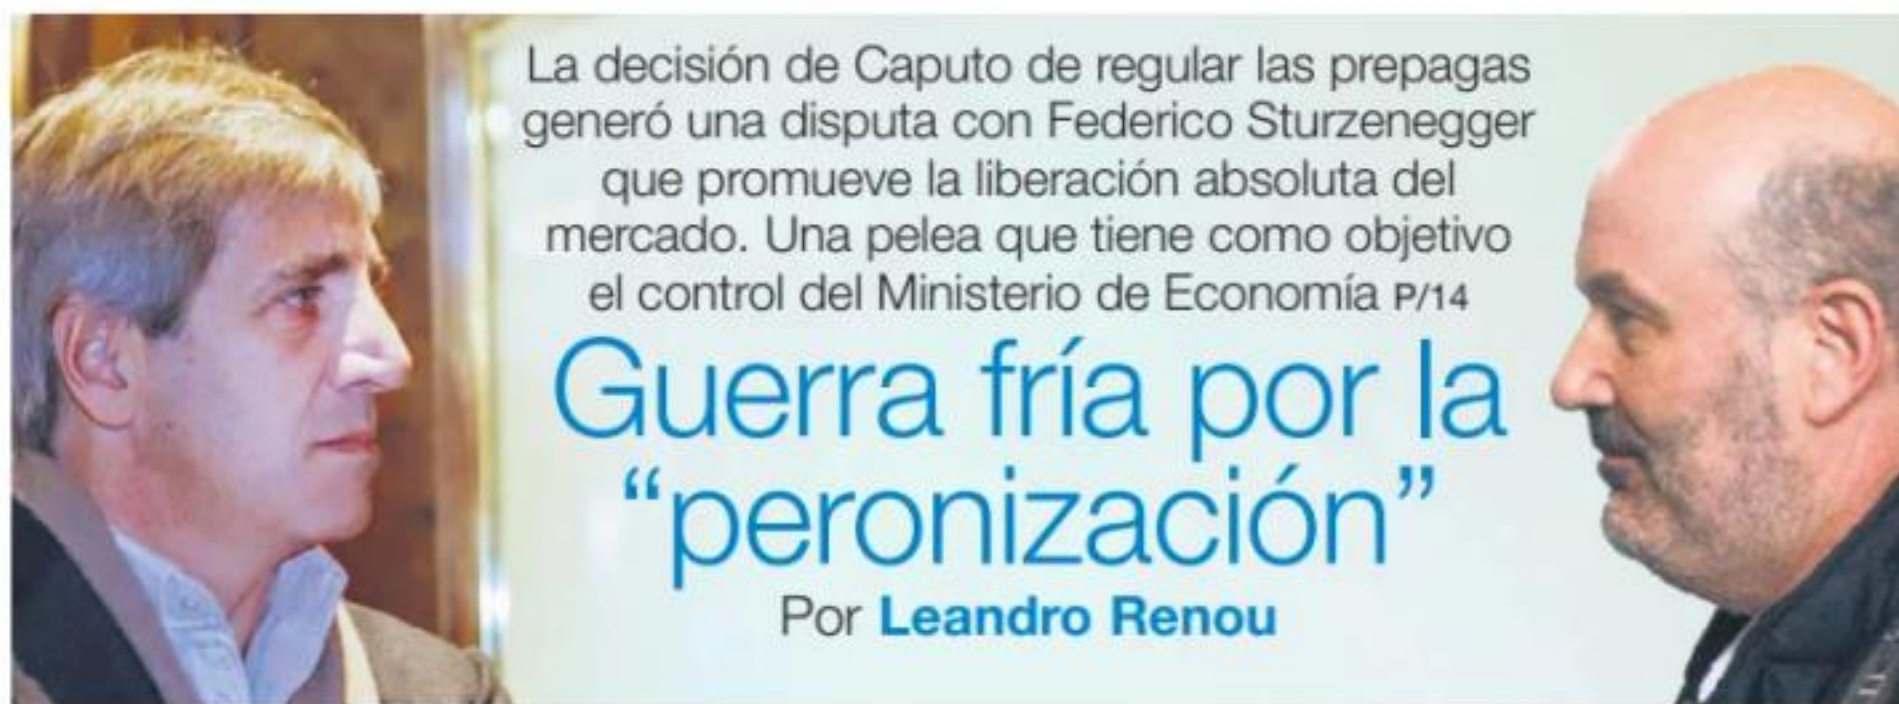 La decisión de Caputo de regular las prepagas
generó una disputa con Federico Sturzenegger
que promueve la liberación absoluta del
mercado. Una pelea que tiene como objetivo
el control del Ministerio de Economía P/14
Guerra fría por la
“peronización”
Por Leandro Renou